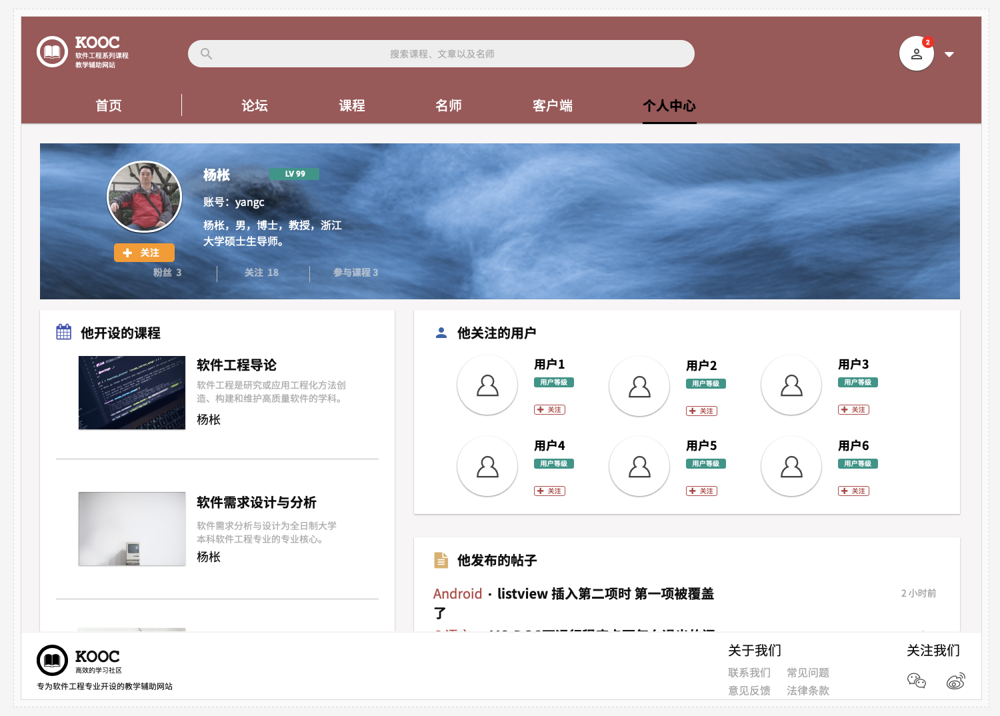 KOOC
软件工程系列课程
教学辅助网站
搜索课程、文章以及名师
2
首页
论坛
课程
名师
客户端
个人中心
杨枨
LV 99
账号：yangc
杨枨，男，博士，教授，浙江
大学硕士生导师。
关注
粉丝 3
关注 18
参与课程 3
他开设的课程
软件工程导论
软件工程是研究或应用工程化方法创
造、构建和维护高质量软件的学科。
杨枨
软件需求设计与分析
软件需求分析与设计为全日制大学
本科软件工程专业的专业核心。
杨枨
他关注的用户
用户1
用户等级
关注
用户2
用户等级
关注
用户3
用户等级
关注
用户4
用户等级
关注
用户5
用户等级
关注
用户6
用户等级
关注
他发布的帖子
Android · listview 插入第二项时 第一项被覆盖
了
2 小时前
KOOC
高效的学习社区
专为软件工程专业开设的教学辅助网站
关于我们
联系我们 常见问题
意见反馈 法律条款
关注我们